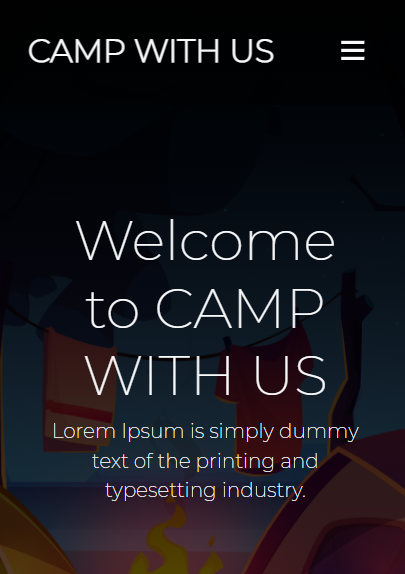 CAMP WITH US
Welcome
to CAMP
WITH US
Lorem Ipsum is simply dummy
text of the printing and
typesetting industry.